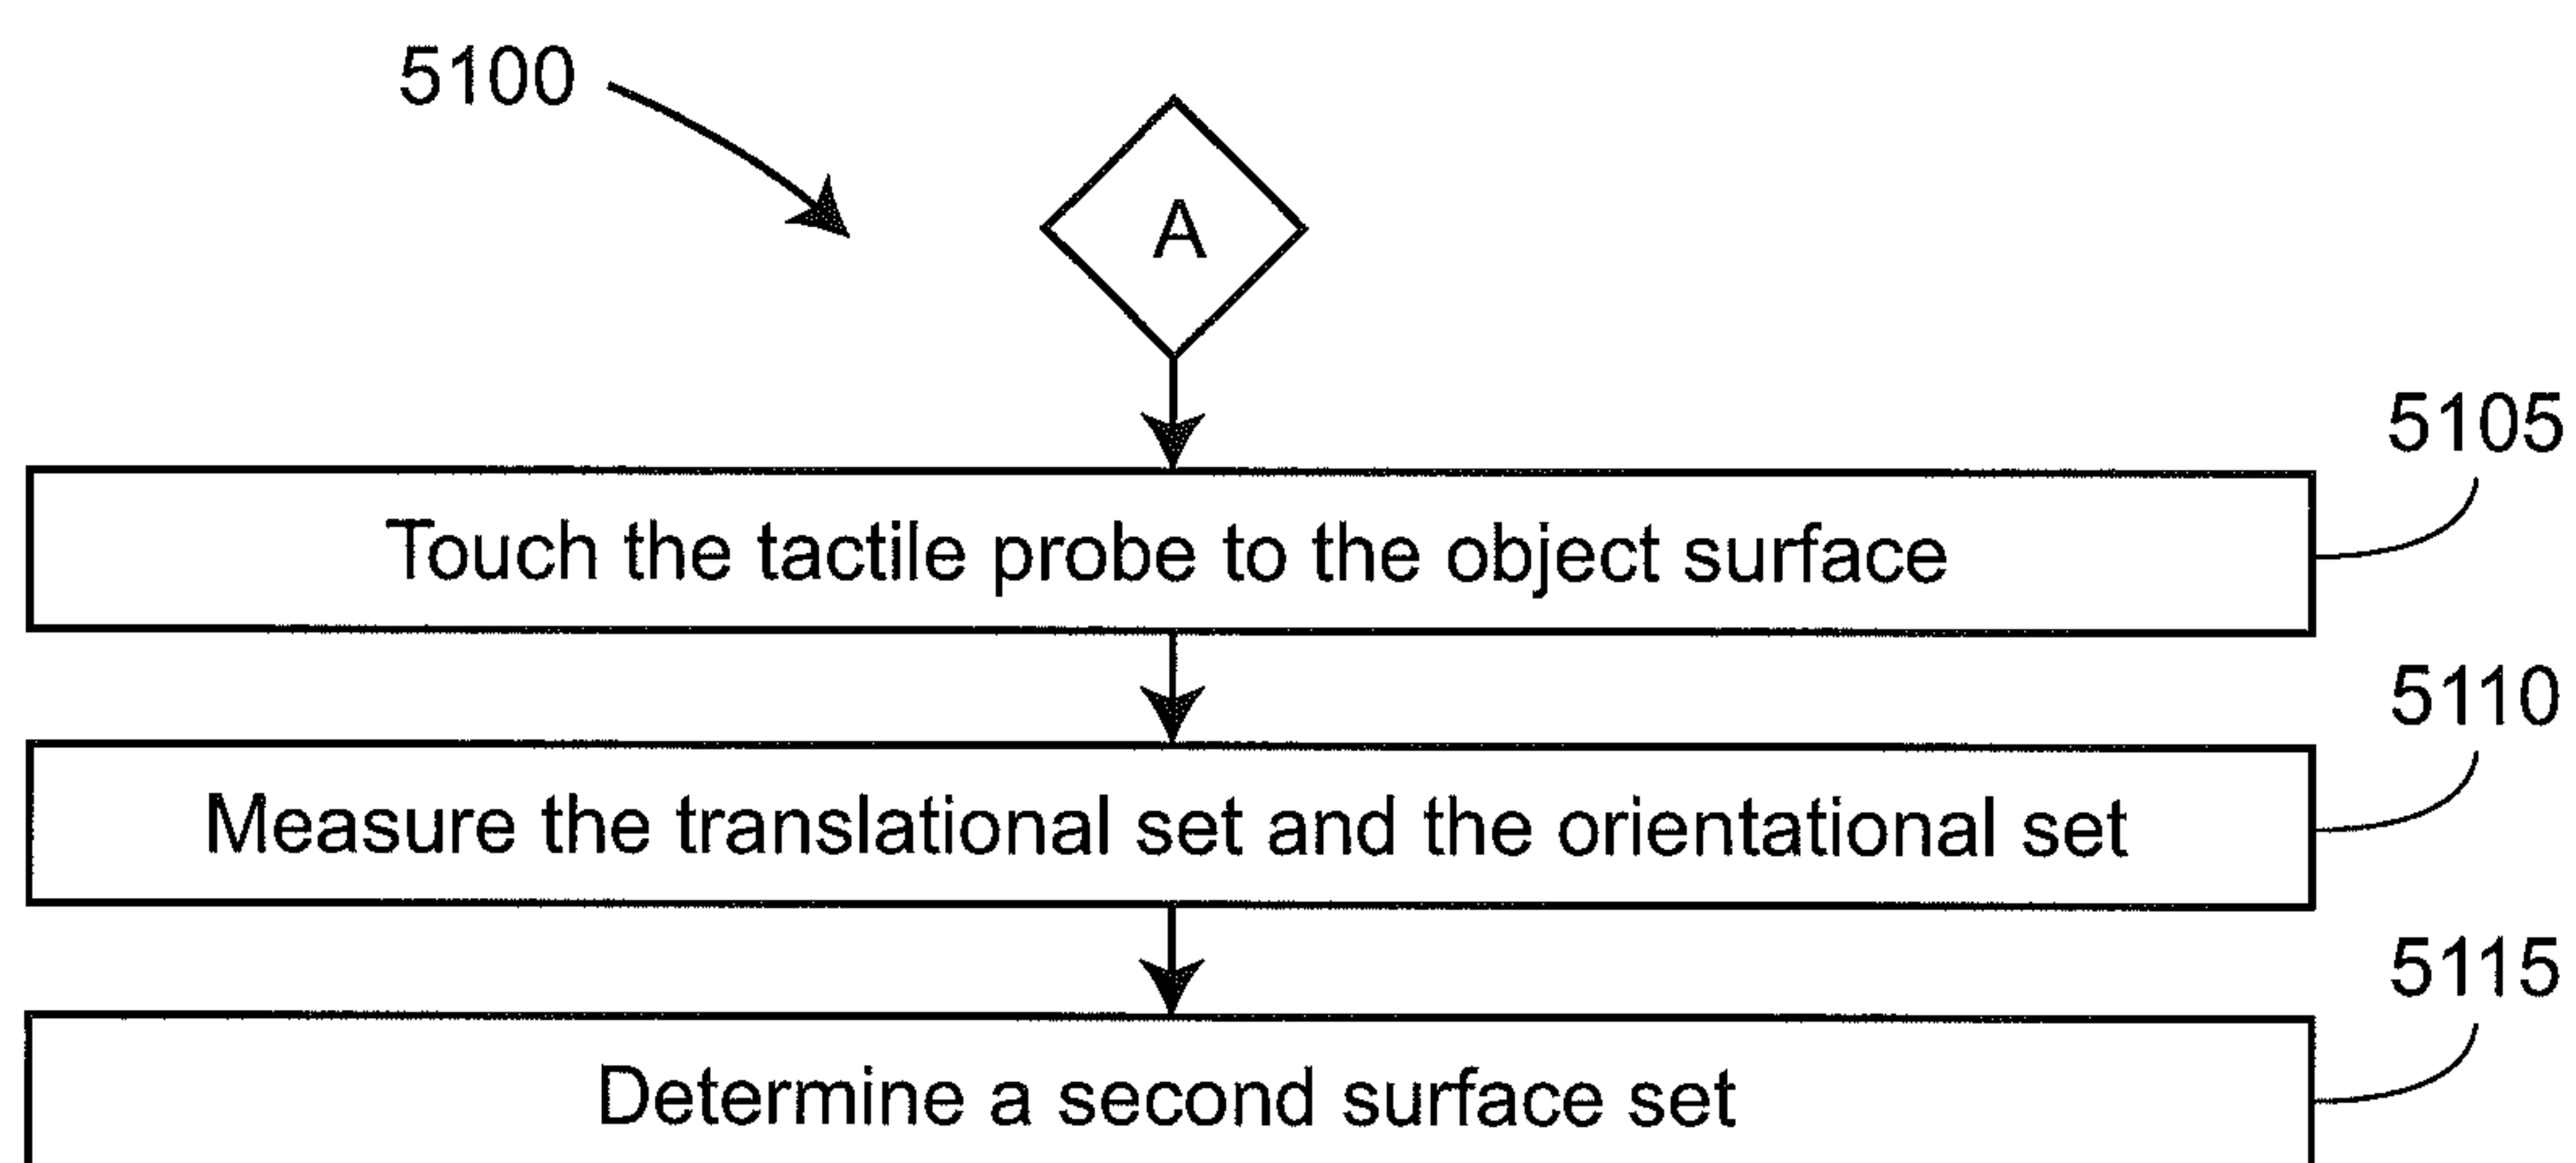 5100
A
5105
Touch the tactile probe to the object surface
5110
Measure the translational set and the orientational set
5115
Determine a second surface set